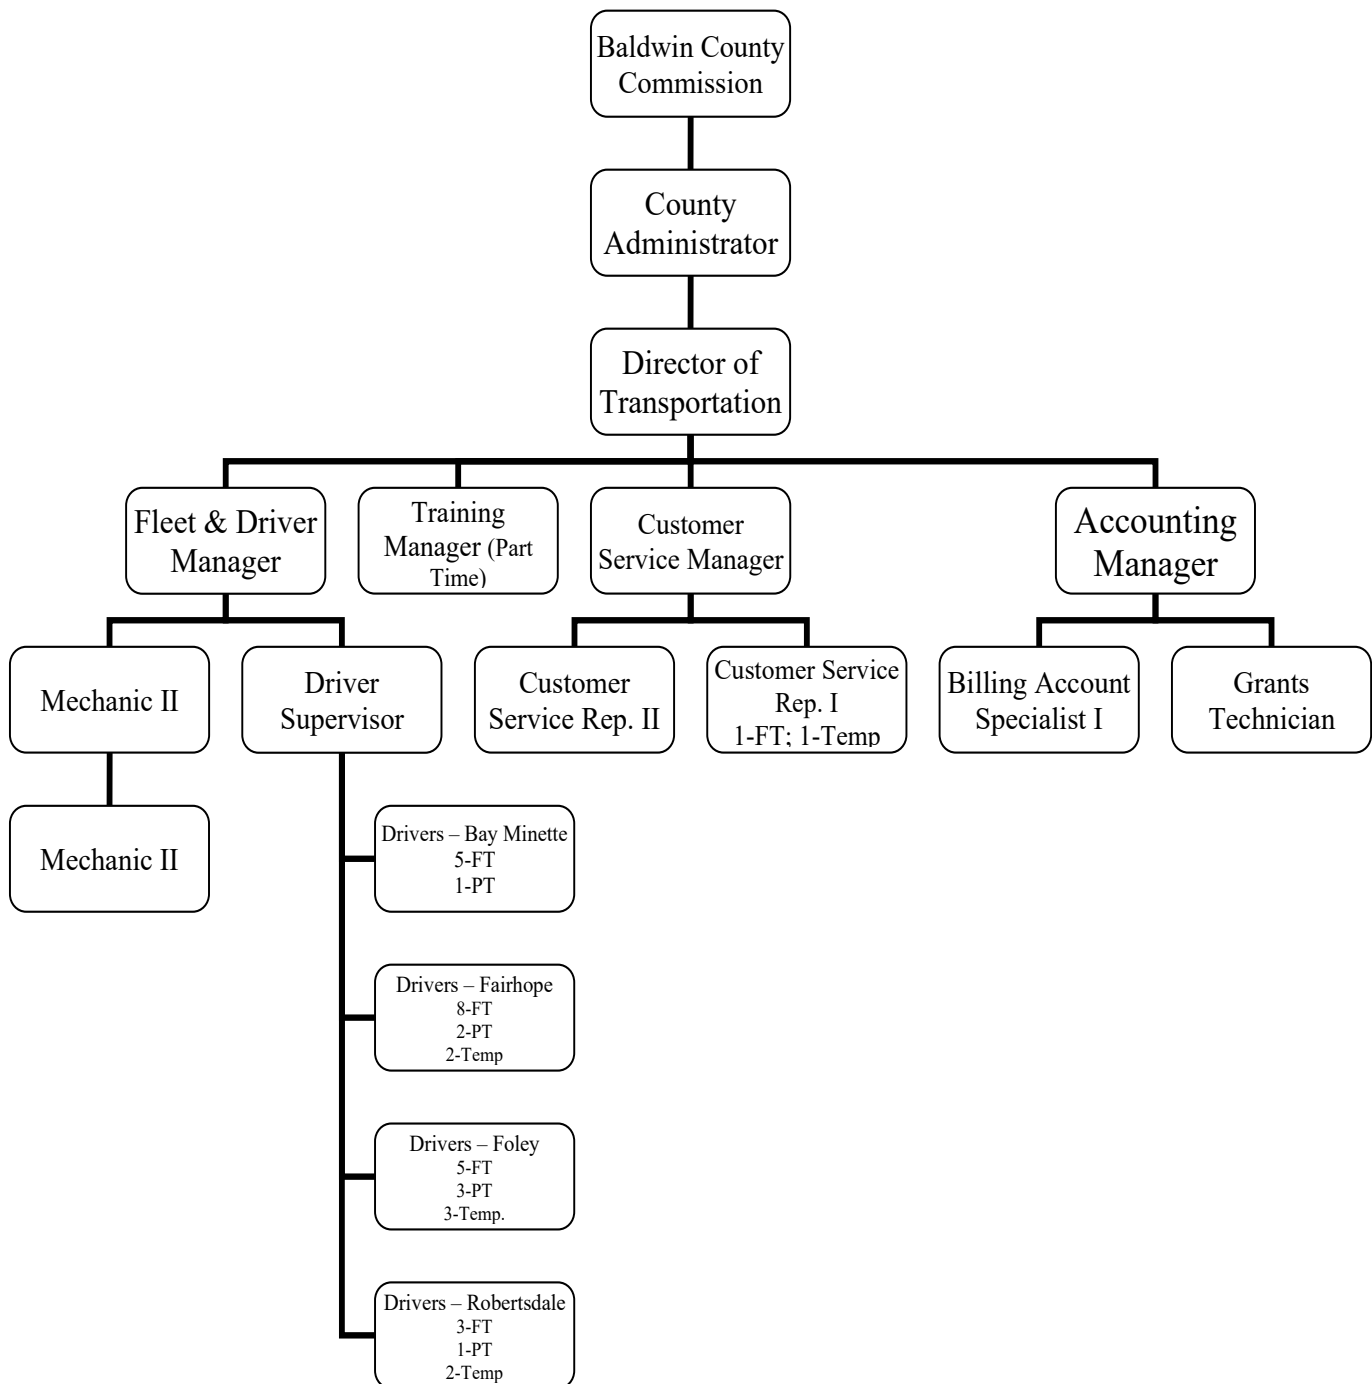 Baldwin County
Commission
County
Administrator
Director of
Transportation
Fleet & Driver
Manager
Training
Manager (Part
Time)
Customer
Service Manager
Accounting
Manager
Mechanic II
Driver
Supervisor
Customer
Service Rep. II
Customer Service
Rep. I
1-FT; 1-Temp
Billing Account
Specialist I
Grants
Technician
Mechanic II
Drivers – Bay Minette
5-FT
1-PT
Drivers – Fairhope
8-FT
2-PT
2-Temp
Drivers – Foley
5-FT
3-PT
3-Temp.
Drivers – Robertsdale
3-FT
1-PT
2-Temp